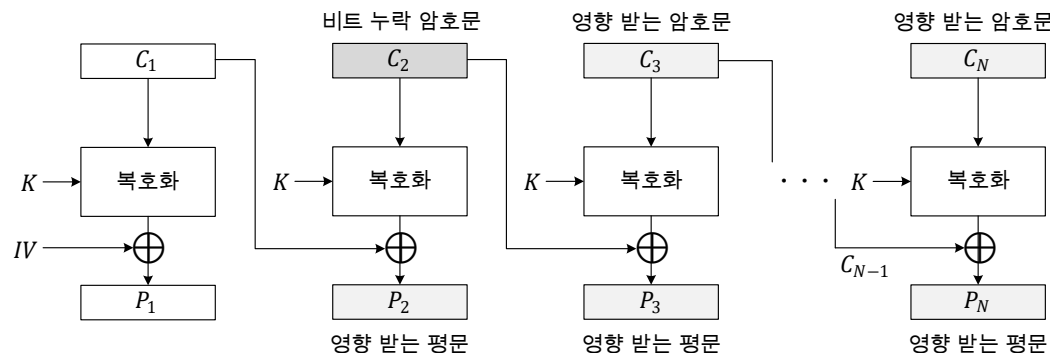 비트 누락 암호문 영향 받는 암호문 영향 받는 암호문
C₁ C₂ C₃ C_N
K 복호화 K 복호화 K 복호화 · · · K 복호화
IV
C_{N−1}
P₁ P₂ P₃ P_N
영향 받는 평문 영향 받는 평문 영향 받는 평문